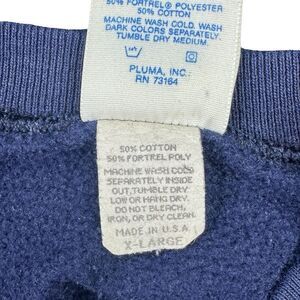 50% FORTREL® POLYESTER
50% COTTON
MACHINE WASH COLD. WASH
DARK COLORS SEPARATELY.
TUMBLE DRY MEDIUM.
PLUMA, INC.
RN 73164
50% COTTON
50% FORTREL POLY
MACHINE WASH COLD
SEPARATELY INSIDE
OUT. TUMBLE DRY
LOW OR HANG DRY.
DO NOT BLEACH,
IRON, OR DRY CLEAN.
MADE IN U.S.A
X-LARGE